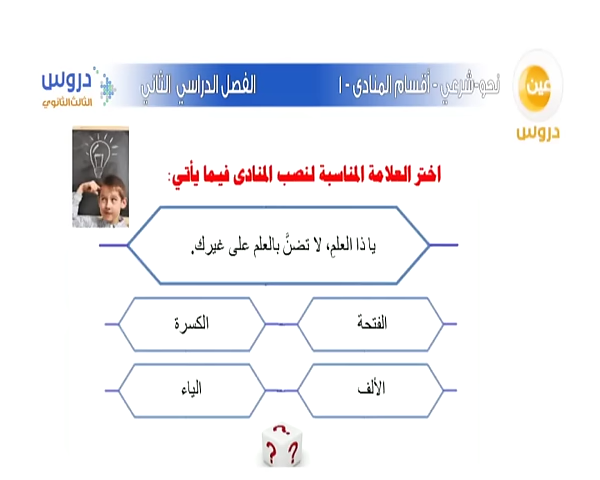 دروس
الثالث الثانوي
نحو-شرعي - أقسام المنادى - ١ الفصل الدراسي الثاني
عين
دروس
اختر العلامة المناسبة لنصب المنادى فيما يأتي:
يا ذا العلمِ، لا تضنَّ بالعلم على غيرك.
الفتحة
الكسرة
الألف
الياء
؟ ؟ ؟